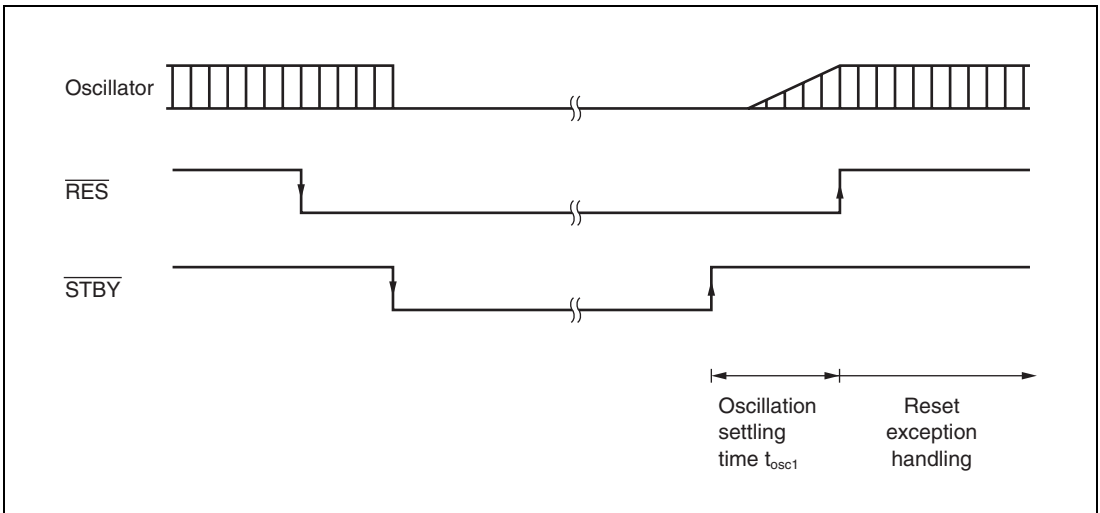 Oscillator
RES
STBY
Oscillation
settling
time tosc1
Reset
exception
handling